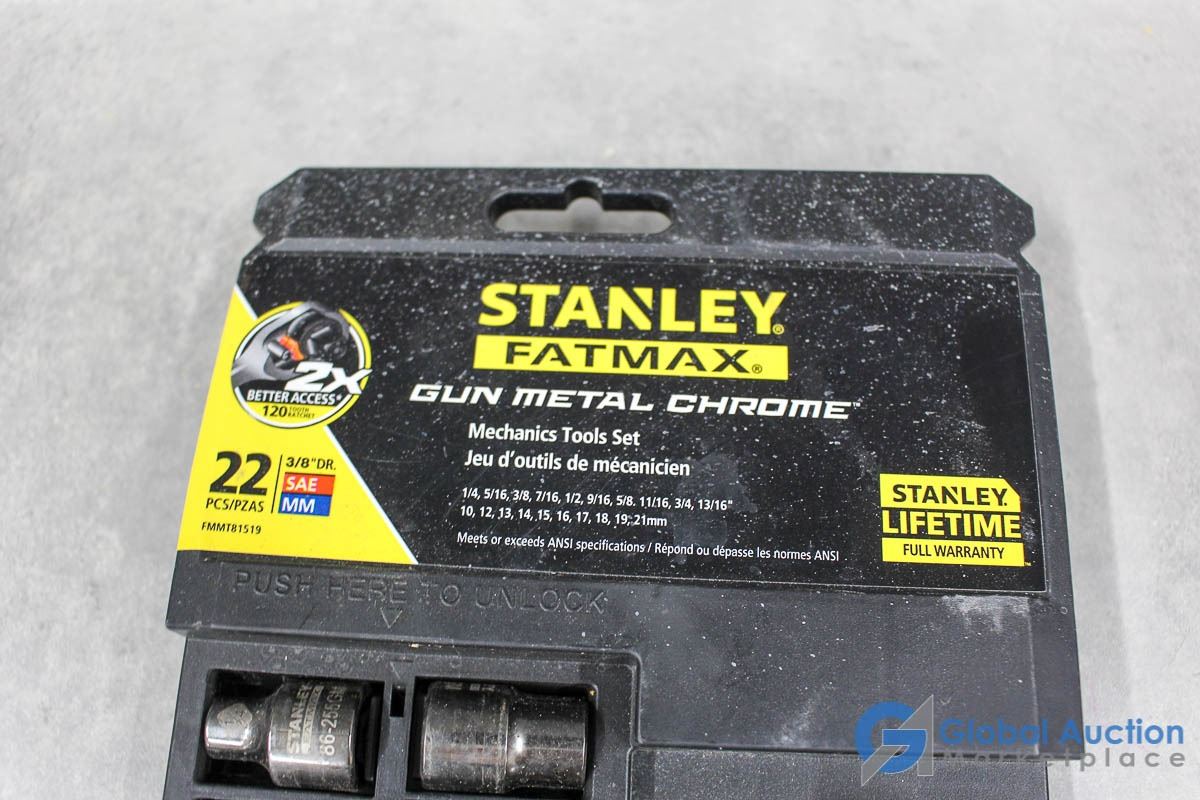 STANLEY®
FATMAX®
GUN METAL CHROME™
Mechanics Tools Set
Jeu d'outils de mécanicien
1/4, 5/16, 3/8, 7/16, 1/2, 9/16, 5/8. 11/16, 3/4, 13/16"
10, 12, 13, 14, 15, 16, 17, 18, 19, 21mm
Meets or exceeds ANSI specifications / Répond ou dépasse les normes ANSI
2X
BETTER ACCESS*
120 TOOTH RATCHET
22
PCS/PZAS
3/8"DR.
SAE
MM
FMMT81519
STANLEY®
LIFETIME
FULL WARRANTY™
PUSH HERE TO UNLOCK
STANLEY
Global Auction
Marketplace